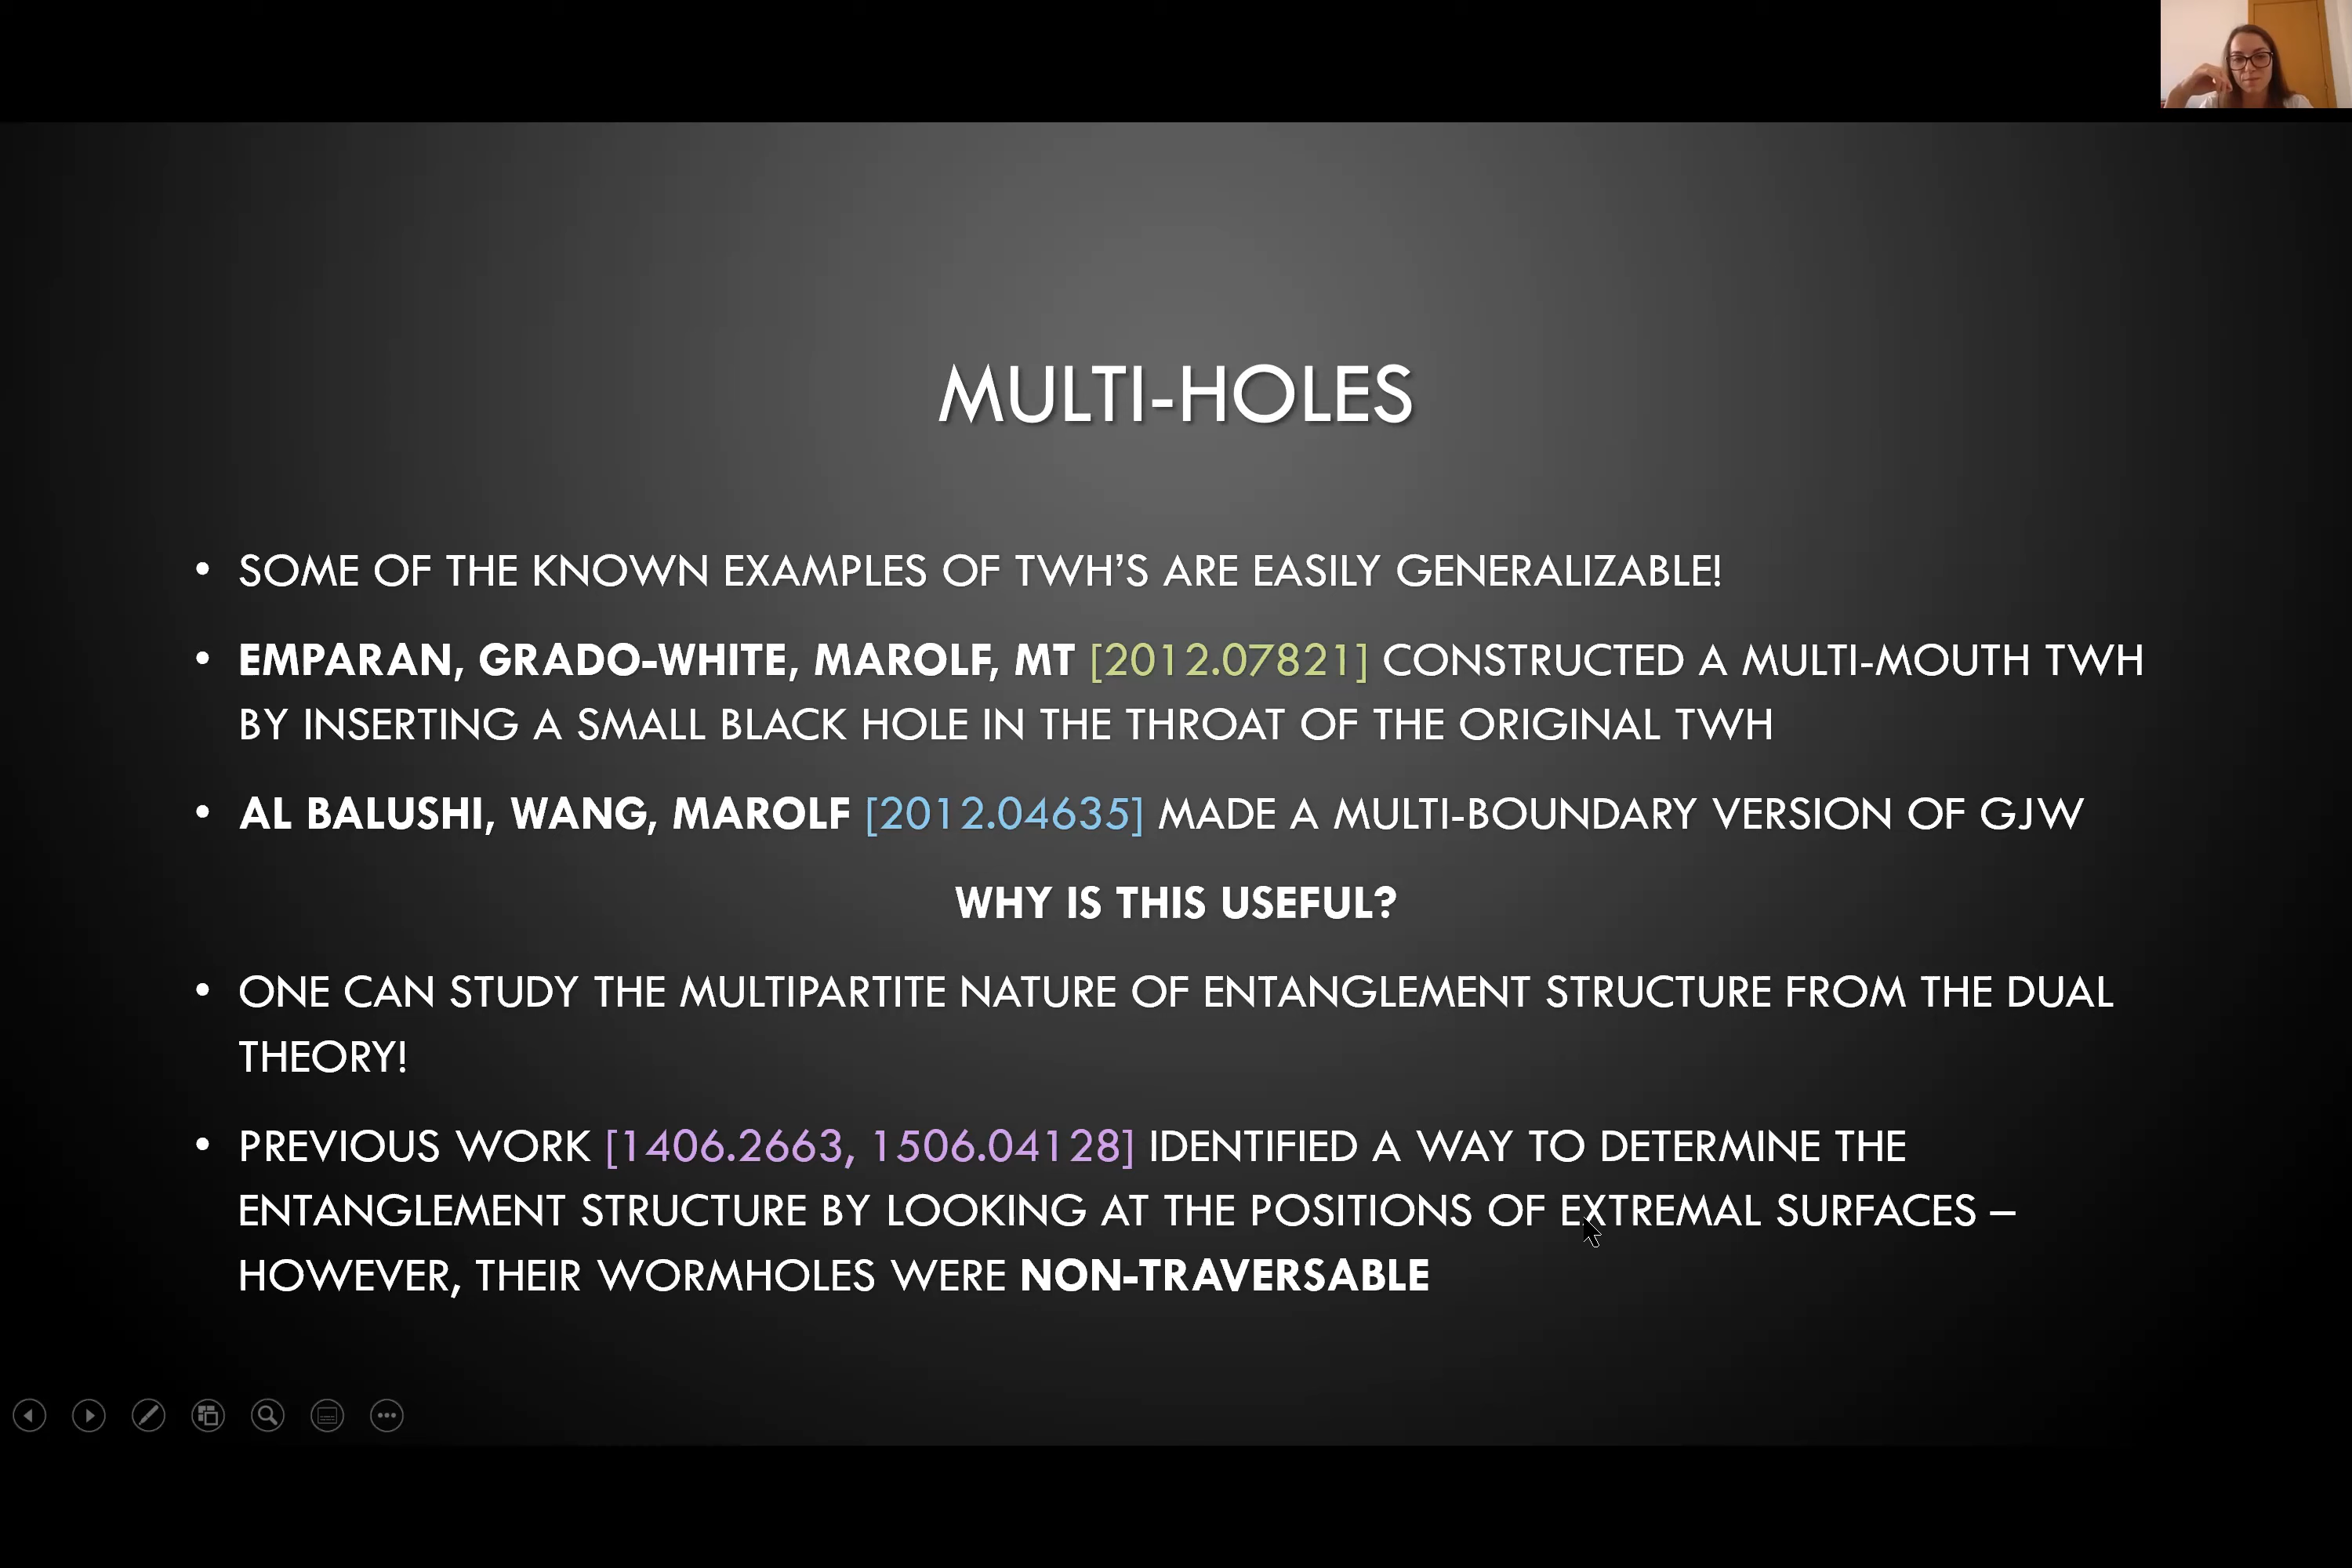 MULTI-HOLES
• SOME OF THE KNOWN EXAMPLES OF TWH’S ARE EASILY GENERALIZABLE!
• EMPARAN, GRADO-WHITE, MAROLF, MT [2012.07821] CONSTRUCTED A MULTI-MOUTH TWH
BY INSERTING A SMALL BLACK HOLE IN THE THROAT OF THE ORIGINAL TWH
• AL BALUSHI, WANG, MAROLF [2012.04635] MADE A MULTI-BOUNDARY VERSION OF GJW
WHY IS THIS USEFUL?
• ONE CAN STUDY THE MULTIPARTITE NATURE OF ENTANGLEMENT STRUCTURE FROM THE DUAL
THEORY!
• PREVIOUS WORK [1406.2663, 1506.04128] IDENTIFIED A WAY TO DETERMINE THE
ENTANGLEMENT STRUCTURE BY LOOKING AT THE POSITIONS OF EXTREMAL SURFACES –
HOWEVER, THEIR WORMHOLES WERE NON-TRAVERSABLE